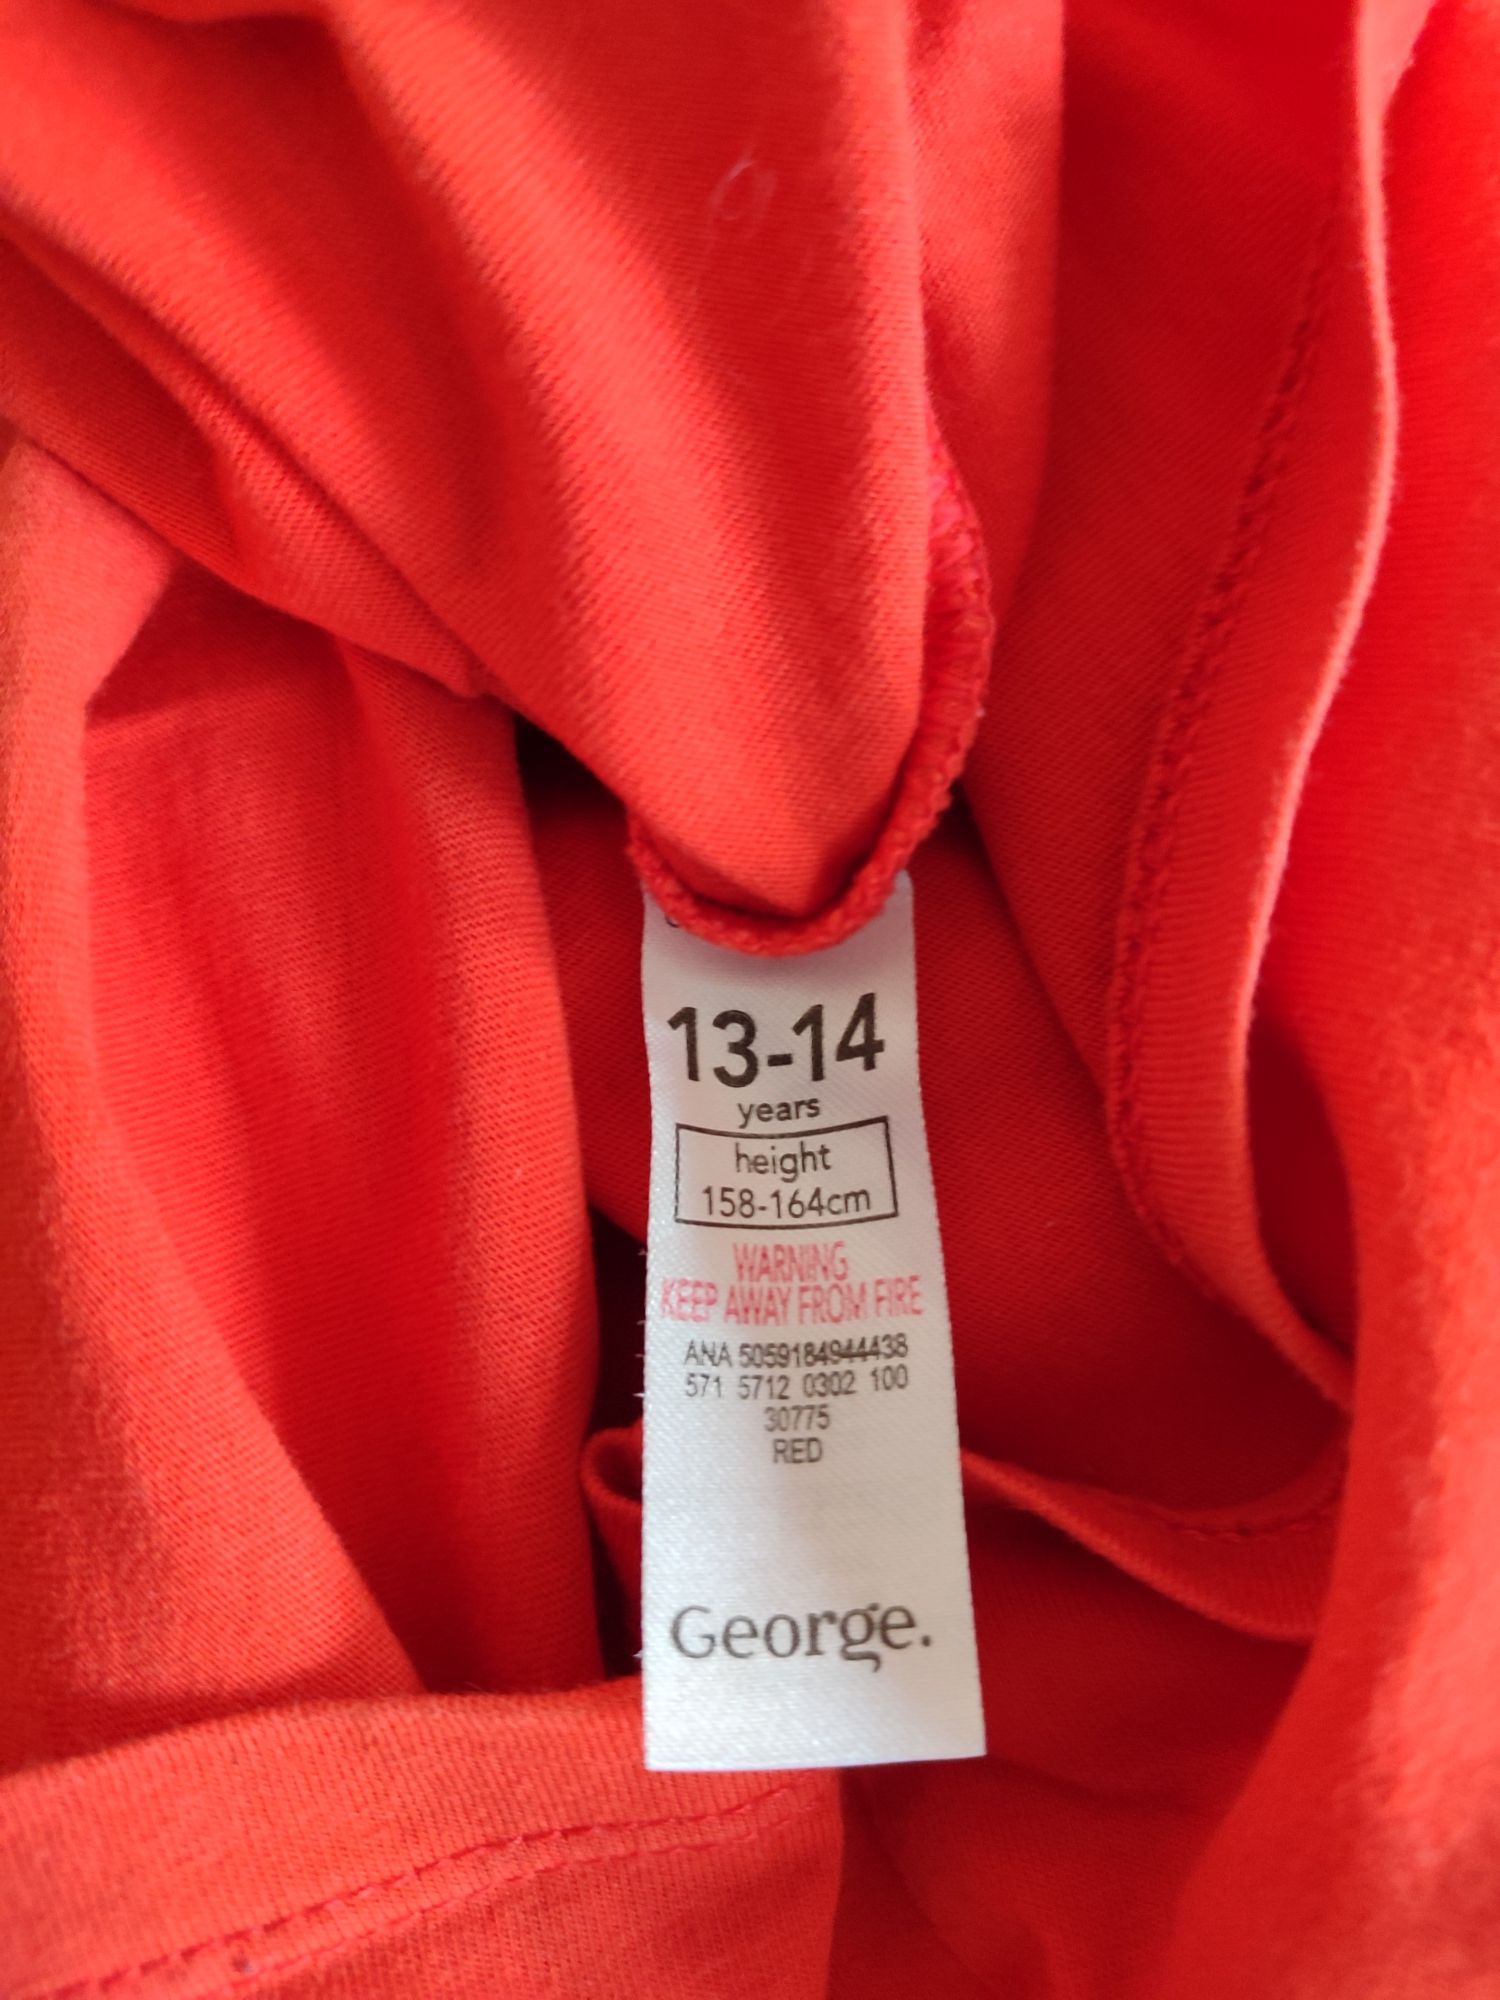 13-14
years
height
158-164cm
WARNING
KEEP AWAY FROM FIRE
ANA 5059184944438
571 5712 0302 100
30775
RED
George.